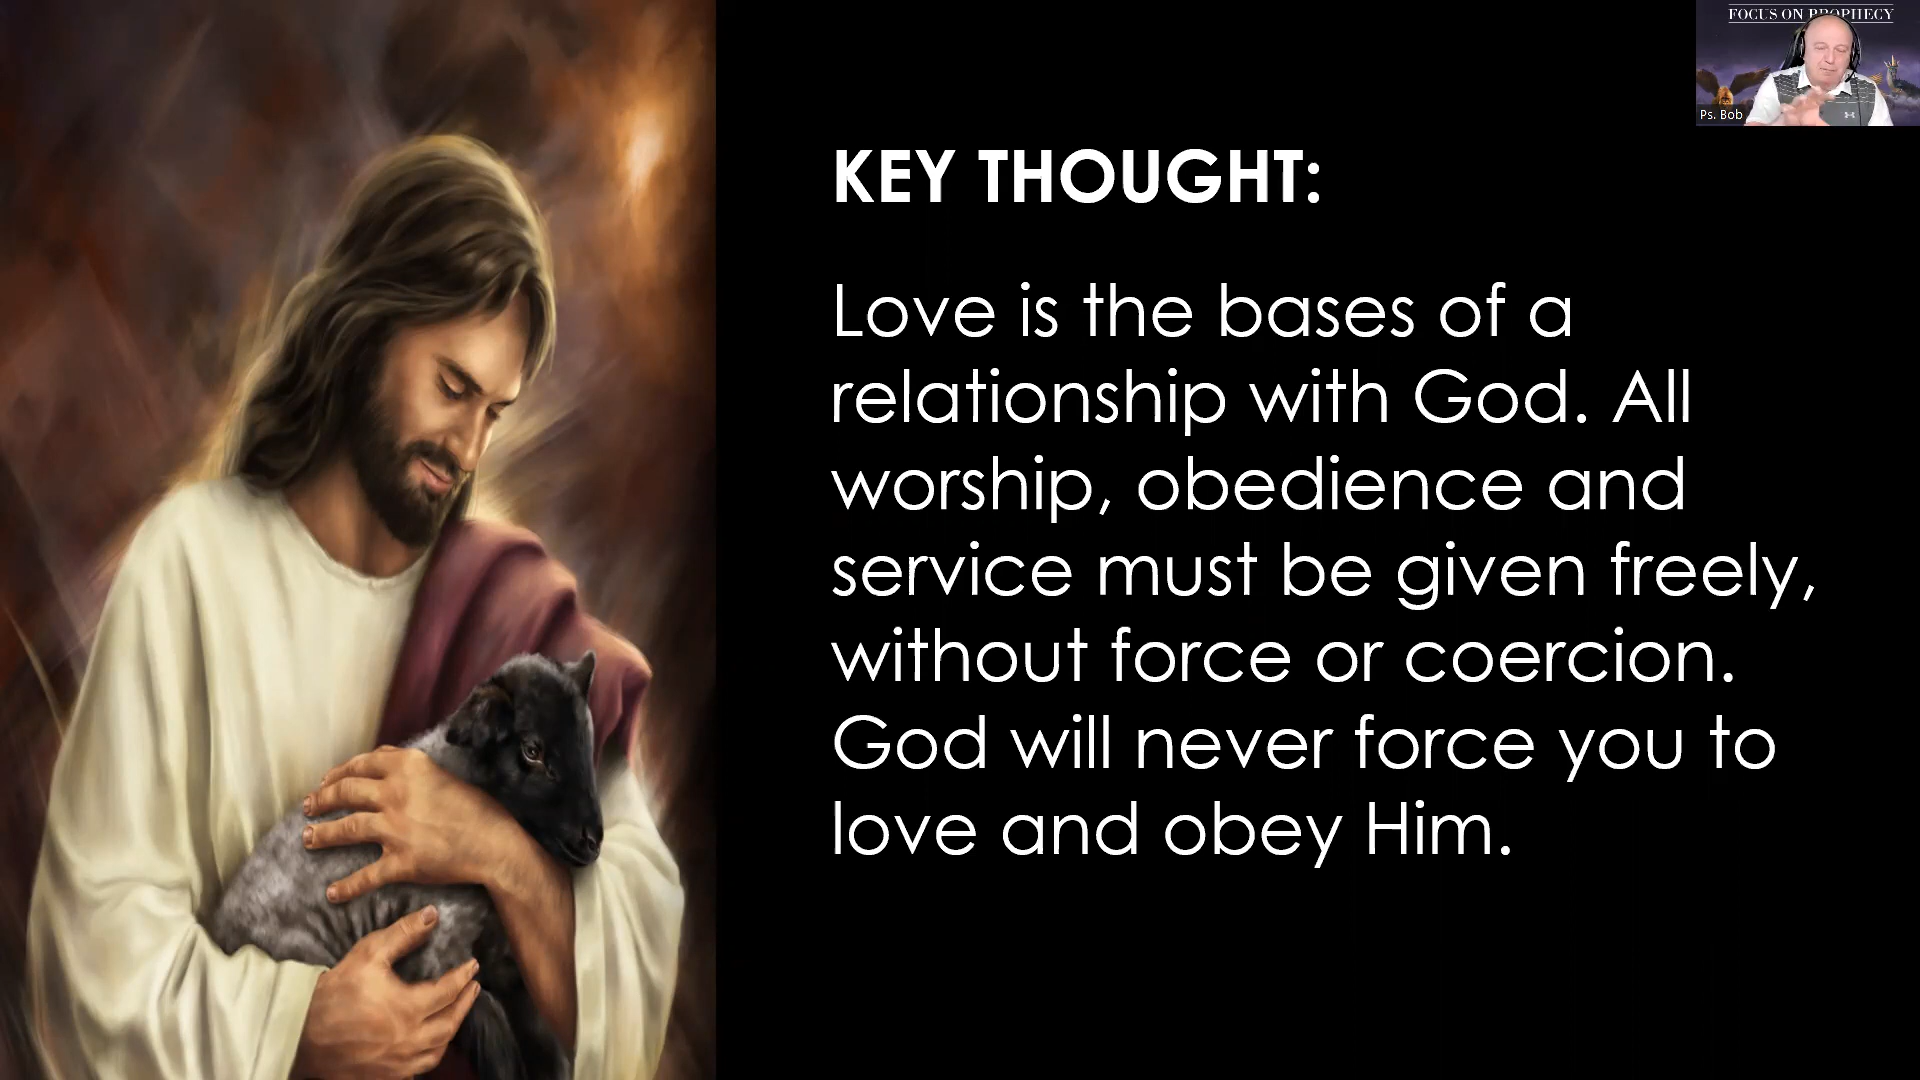 FOCUS ON PROPHECY
Ps. Bob
KEY THOUGHT:
Love is the bases of a
relationship with God. All
worship, obedience and
service must be given freely,
without force or coercion.
God will never force you to
love and obey Him.